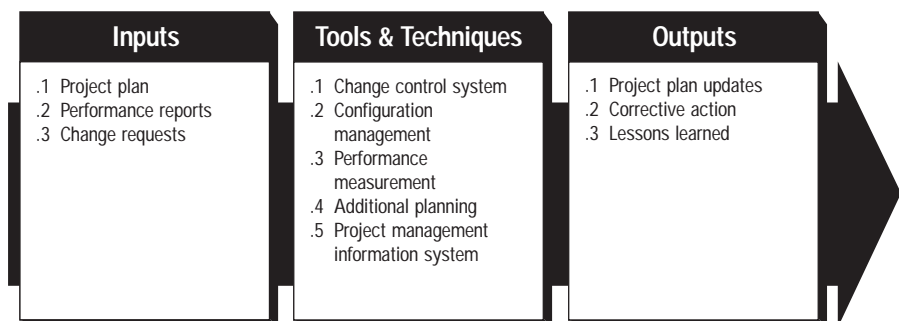 Inputs
.1 Project plan
.2 Performance reports
.3 Change requests
Tools & Techniques
.1 Change control system
.2 Configuration
management
.3 Performance
measurement
.4 Additional planning
.5 Project management
information system
Outputs
.1 Project plan updates
.2 Corrective action
.3 Lessons learned